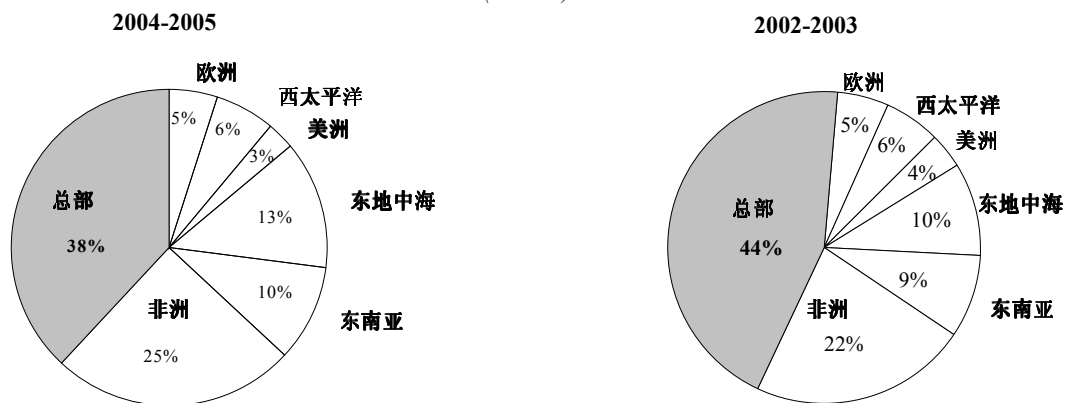 2004-2005
欧洲
西太平洋
美洲
5%
6%
3%
总部
38%
东地中海
13%
10%
东南亚
非洲
25%
2002-2003
欧洲
西太平洋
美洲
5%
6%
4%
总部
44%
东地中海
10%
9%
东南亚
非洲
22%